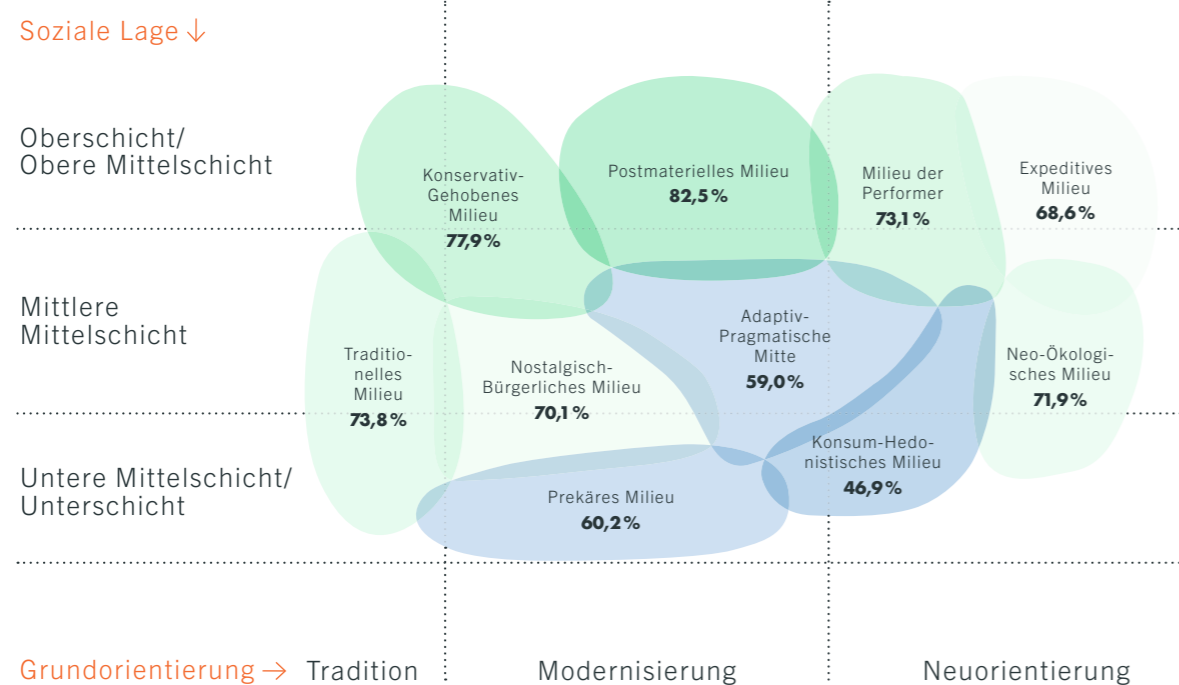 Soziale Lage ↓
Oberschicht/
Obere Mittelschicht
Konservativ-
Gehobenes
Milieu
77,9 %
Postmaterielles Milieu
82,5 %
Milieu der
Performer
73,1 %
Expeditives
Milieu
68,6 %
Mittlere
Mittelschicht
Traditio-
nelles
Milieu
73,8 %
Nostalgisch-
Bürgerliches Milieu
70,1 %
Adaptiv-
Pragmatische
Mitte
59,0 %
Neo-Ökologi-
sches Milieu
71,9 %
Untere Mittelschicht/
Unterschicht
Prekäres Milieu
60,2 %
Konsum-Hedo-
nistisches Milieu
46,9 %
Grundorientierung → Tradition Modernisierung Neuorientierung